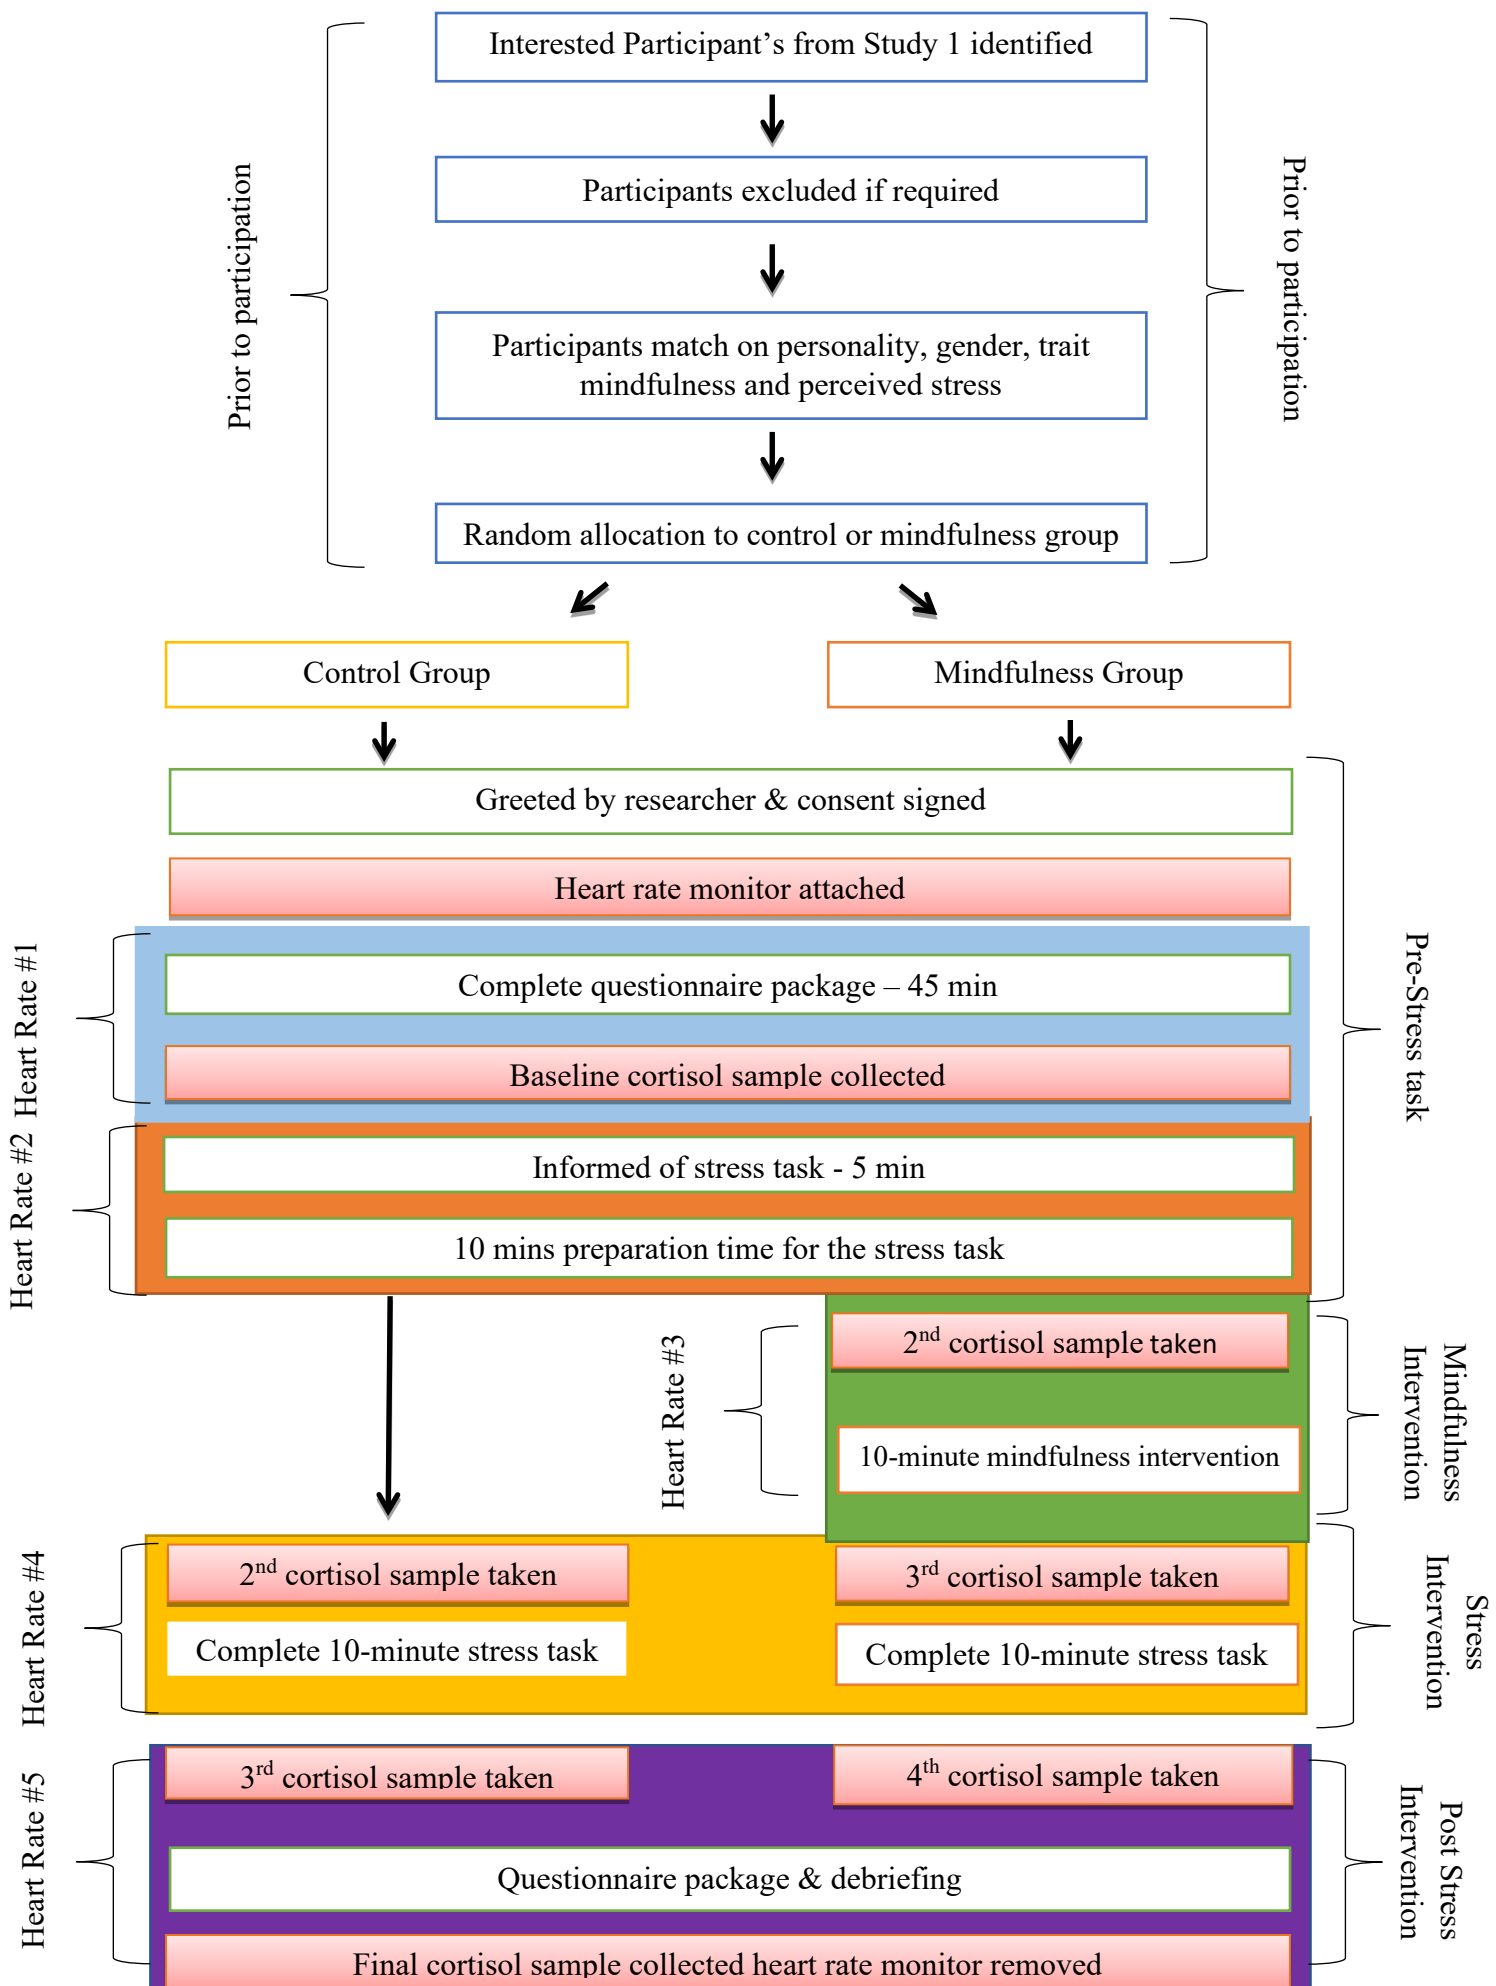 Interested Participant's from Study 1 identified
Participants excluded if required
Participants match on personality, gender, trait
mindfulness and perceived stress
Random allocation to control or mindfulness group
Prior to participation
Prior to participation
Control Group
Mindfulness Group
Greeted by researcher & consent signed
Heart rate monitor attached
Complete questionnaire package – 45 min
Baseline cortisol sample collected
Heart Rate #1
Informed of stress task - 5 min
10 mins preparation time for the stress task
Heart Rate #2
Pre-Stress task
2nd cortisol sample taken
10-minute mindfulness intervention
Heart Rate #3
Mindfulness
Intervention
2nd cortisol sample taken
3rd cortisol sample taken
Complete 10-minute stress task
Complete 10-minute stress task
Heart Rate #4
Stress
Intervention
3rd cortisol sample taken
4th cortisol sample taken
Questionnaire package & debriefing
Final cortisol sample collected heart rate monitor removed
Heart Rate #5
Post Stress
Intervention